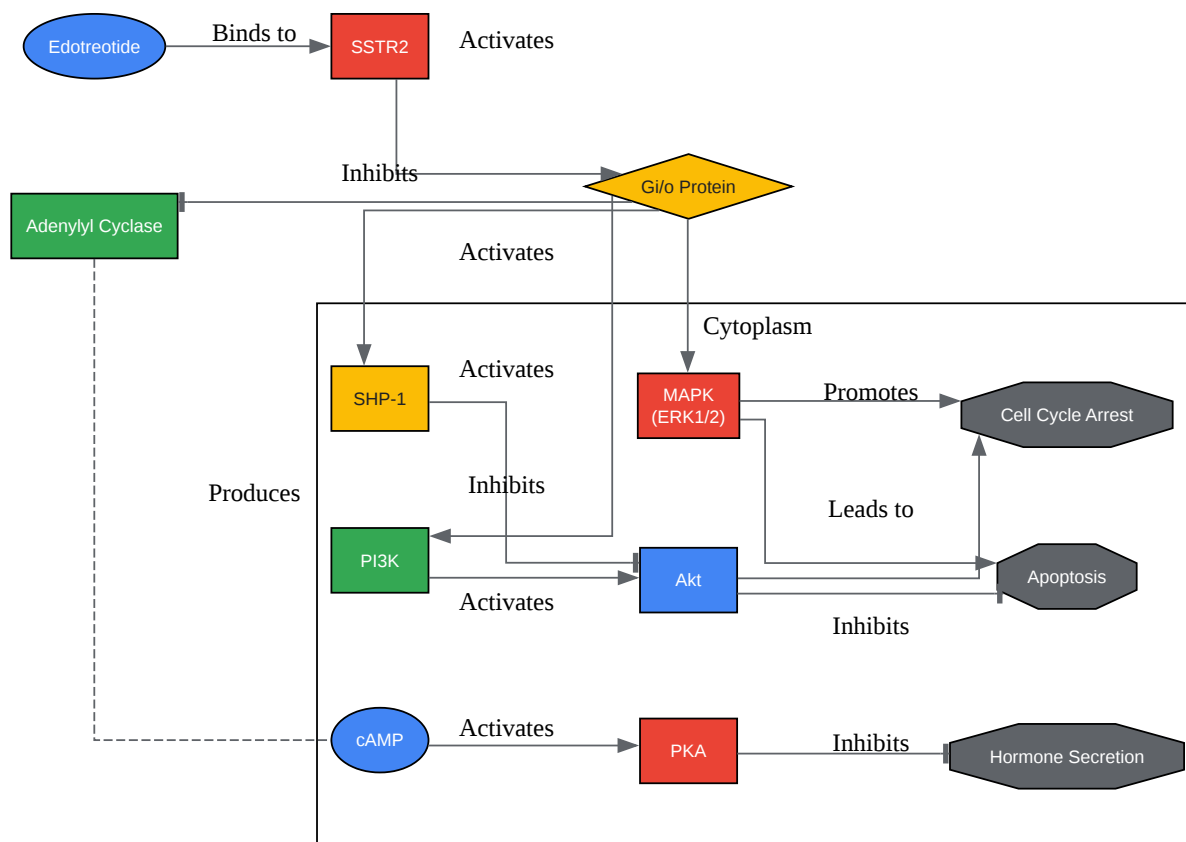 Edotreotide
Binds to
SSTR2
Activates
Inhibits
Gi/o Protein
Adenylyl Cyclase
Activates
Cytoplasm
SHP-1
Activates
MAPK
(ERK1/2)
Promotes
Cell Cycle Arrest
Produces
Inhibits
Leads to
PI3K
Activates
Akt
Apoptosis
Inhibits
cAMP
Activates
PKA
Inhibits
Hormone Secretion